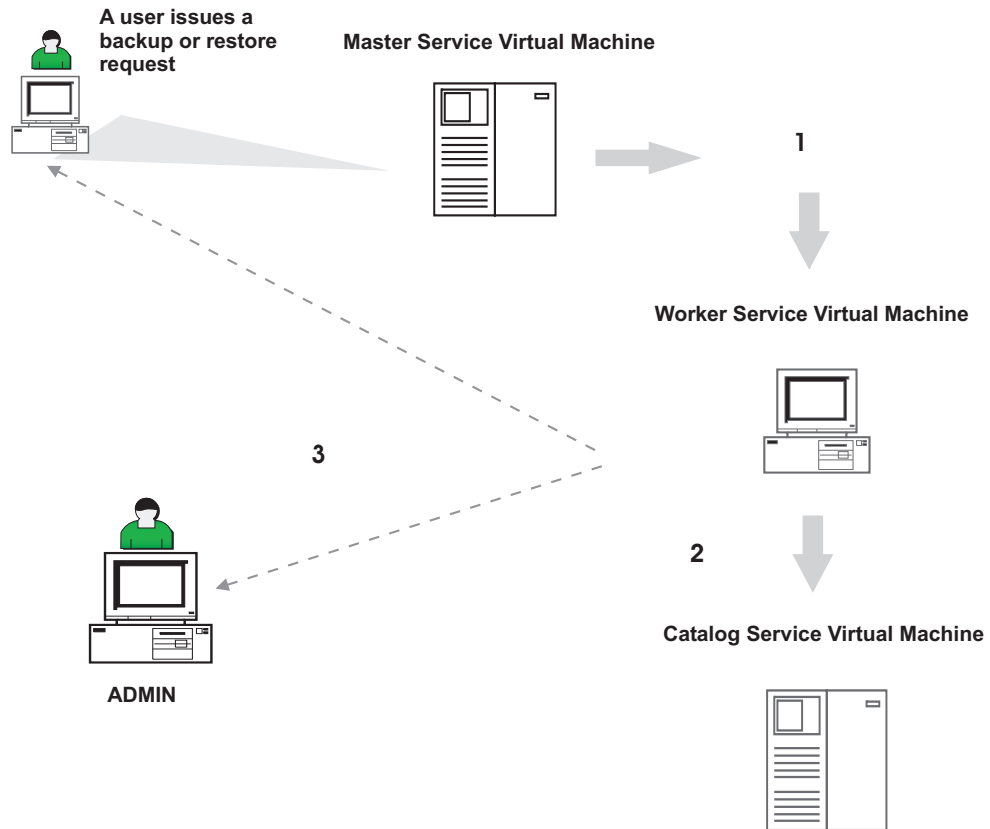 A user issues a
backup or restore
request
Master Service Virtual Machine
1
Worker Service Virtual Machine
3
2
Catalog Service Virtual Machine
ADMIN